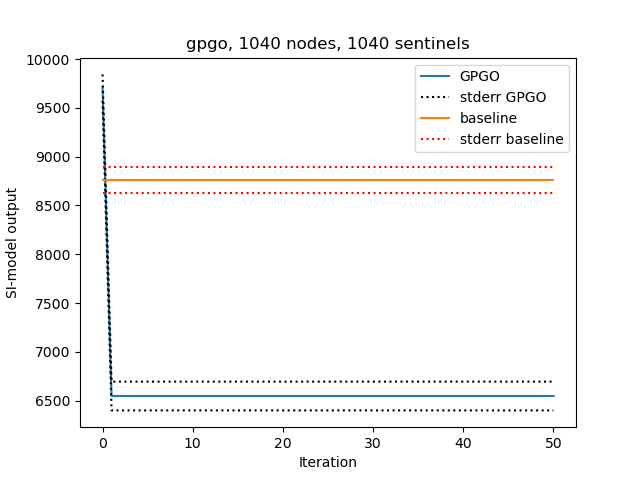 gpgo, 1040 nodes, 1040 sentinels
GPGO
stderr GPGO
baseline
stderr baseline
SI-model output
10000
9500
9000
8500
8000
7500
7000
6500
0 10 20 30 40 50
Iteration